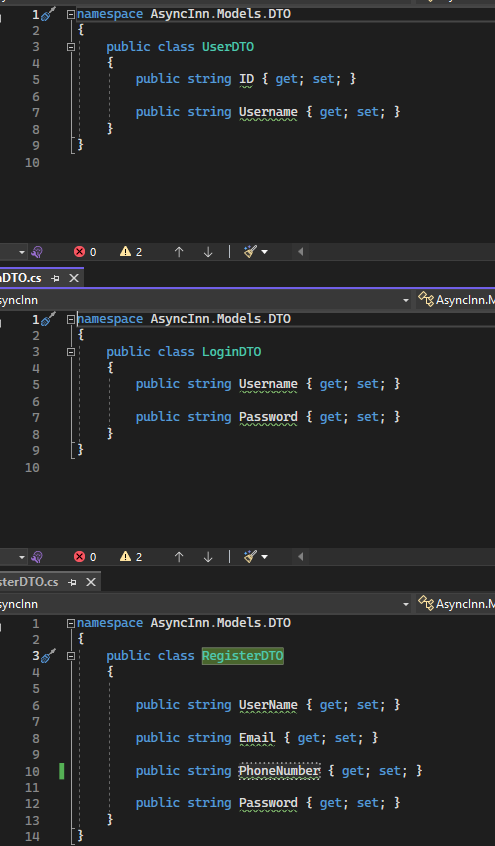 1 namespace AsyncInn.Models.DTO
2 {
3 public class UserDTO
4 {
5 public string ID { get; set; }
6
7 public string Username { get; set; }
8 }
9 }
10
0 2
DTO.cs
AsyncInn.M
1 namespace AsyncInn.Models.DTO
2 {
3 public class LoginDTO
4 {
5 public string Username { get; set; }
6
7 public string Password { get; set; }
8 }
9 }
10
0 2
sterDTO.cs
syncInn AsyncInn.M
1 namespace AsyncInn.Models.DTO
2 {
3 public class RegisterDTO
4 {
5
6 public string UserName { get; set; }
7
8 public string Email { get; set; }
9
10 public string PhoneNumber { get; set; }
11
12 public string Password { get; set; }
13 }
14 }